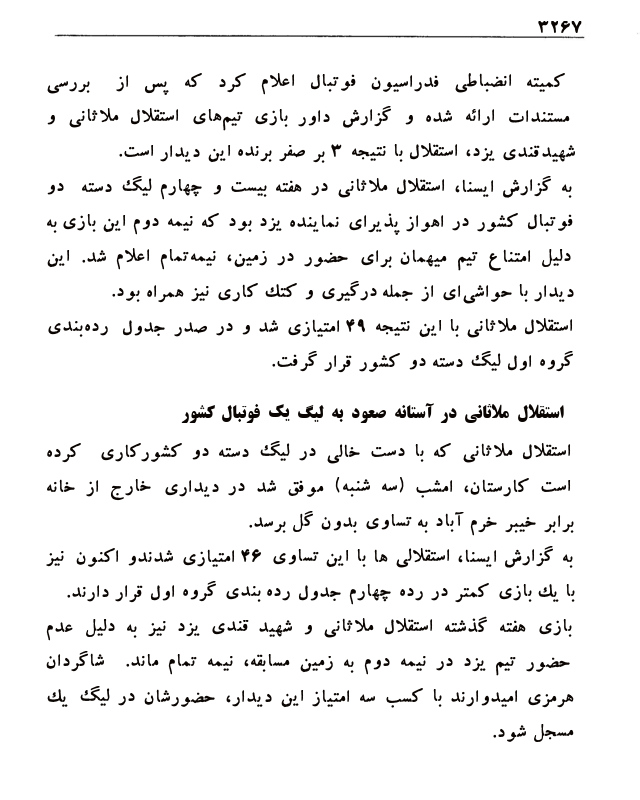 ۳۲۶۷
کمیته انضباطی فدراسیون فوتبال اعلام کرد که پس از بررسی
مستندات ارائه شده و گزارش داور بازی تیم‌های استقلال ملاثانی و
شهیدقندی یزد، استقلال با نتیجه ۳ بر صفر برنده این دیدار است.
به گزارش ایسنا، استقلال ملاثانی در هفته بیست و چهارم لیگ دسته دو
فوتبال کشور در اهواز پذیرای نماینده یزد بود که نیمه دوم این بازی به
دلیل امتناع تیم میهمان برای حضور در زمین، نیمه‌تمام اعلام شد. این
دیدار با حواشی‌ای از جمله درگیری و کتک کاری نیز همراه بود.
استقلال ملاثانی با این نتیجه ۴۹ امتیازی شد و در صدر جدول رده‌بندی
گروه اول لیگ دسته دو کشور قرار گرفت.
استقلال ملاثانی در آستانه صعود به لیگ یک فوتبال کشور
استقلال ملاثانی که با دست خالی در لیگ دسته دو کشورکاری کرده
است کارستان، امشب (سه شنبه) موفق شد در دیداری خارج از خانه
برابر خیبر خرم آباد به تساوی بدون گل برسد.
به گزارش ایسنا، استقلالی ها با این تساوی ۴۶ امتیازی شدندو اکنون نیز
با یک بازی کمتر در رده چهارم جدول رده بندی گروه اول قرار دارند.
بازی هفته گذشته استقلال ملاثانی و شهید قندی یزد نیز به دلیل عدم
حضور تیم یزد در نیمه دوم به زمین مسابقه، نیمه تمام ماند. شاگردان
هرمزی امیدوارند با کسب سه امتیاز این دیدار، حضورشان در لیگ یک
مسجل شود.